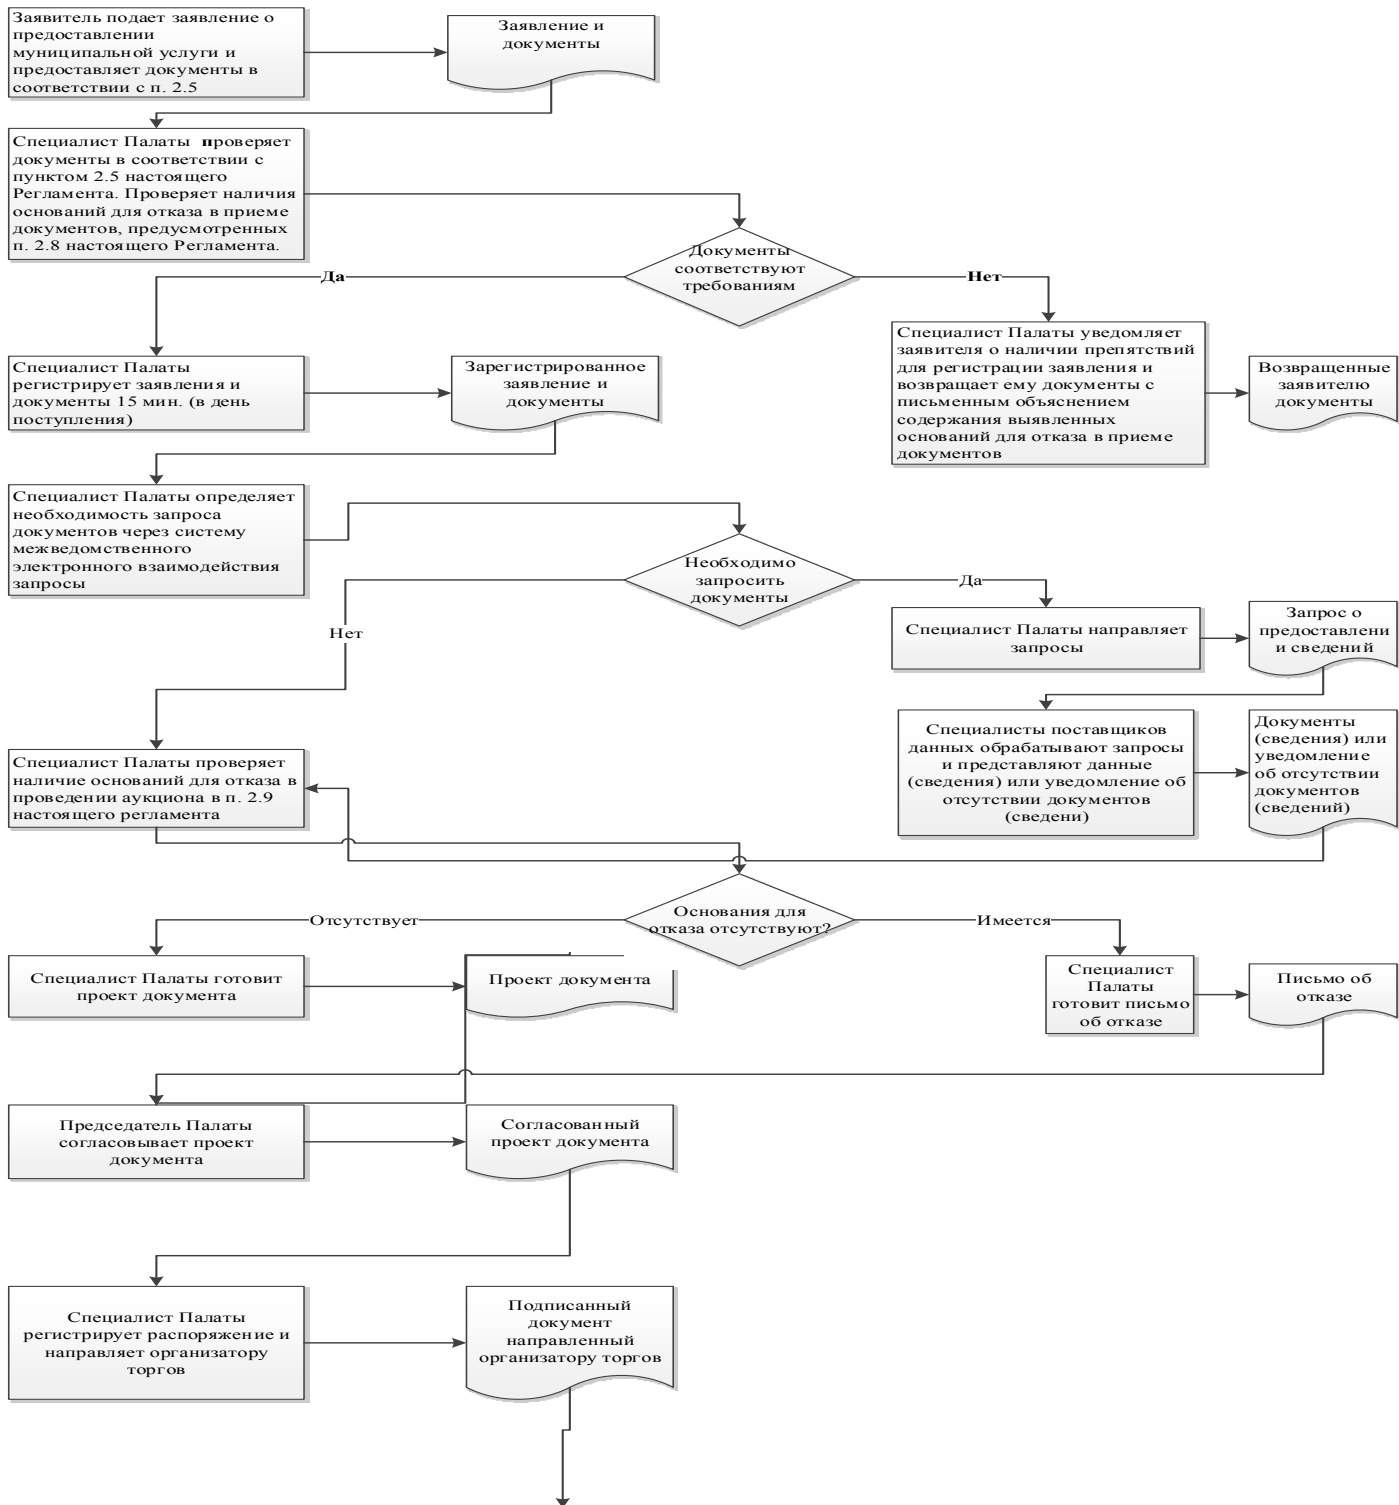 Заявитель подает заявление о
предоставлении
муниципальной услуги и
предоставляет документы в
соответствии с п. 2.5
Заявление и
документы
Специалист Палаты проверяет
документы в соответствии с
пунктом 2.5 настоящего
Регламента. Проверяет наличия
оснований для отказа в приеме
документов, предусмотренных
п. 2.8 настоящего Регламента.
Документы
соответствуют
требованиям
Да
Нет
Специалист Палаты
регистрирует заявления и
документы 15 мин. (в день
поступления)
Зарегистрированное
заявление и
документы
Специалист Палаты уведомляет
заявителя о наличии препятствий
для регистрации заявления и
возвращает ему документы с
письменным объяснением
содержания выявленных
оснований для отказа в приеме
документов
Возвращенные
заявителю
документы
Специалист Палаты определяет
необходимость запроса
документов через систему
межведомственного
электронного взаимодействия
запросы
Необходимо
запросить
документы
Да
Нет
Специалист Палаты направляет
запросы
Запрос о
предоставлени
и сведений
Специалисты поставщиков
данных обрабатывают запросы
и представляют данные
(сведения) или уведомление об
отсутствии документов
(сведени)
Документы
(сведения) или
уведомление
об отсутствии
документов
(сведений)
Специалист Палаты проверяет
наличие оснований для отказа в
проведении аукциона в п. 2.9
настоящего регламента
Основания для
отказа отсутствуют?
Отсутствует
Имеется
Специалист Палаты готовит
проект документа
Проект документа
Специалист
Палаты
готовит письмо
об отказе
Письмо об
отказе
Председатель Палаты
согласовывает проект
документа
Согласованный
проект документа
Специалист Палаты
регистрирует распоряжение и
направляет организатору
торгов
Подписанный
документ
направленный
организатору торгов